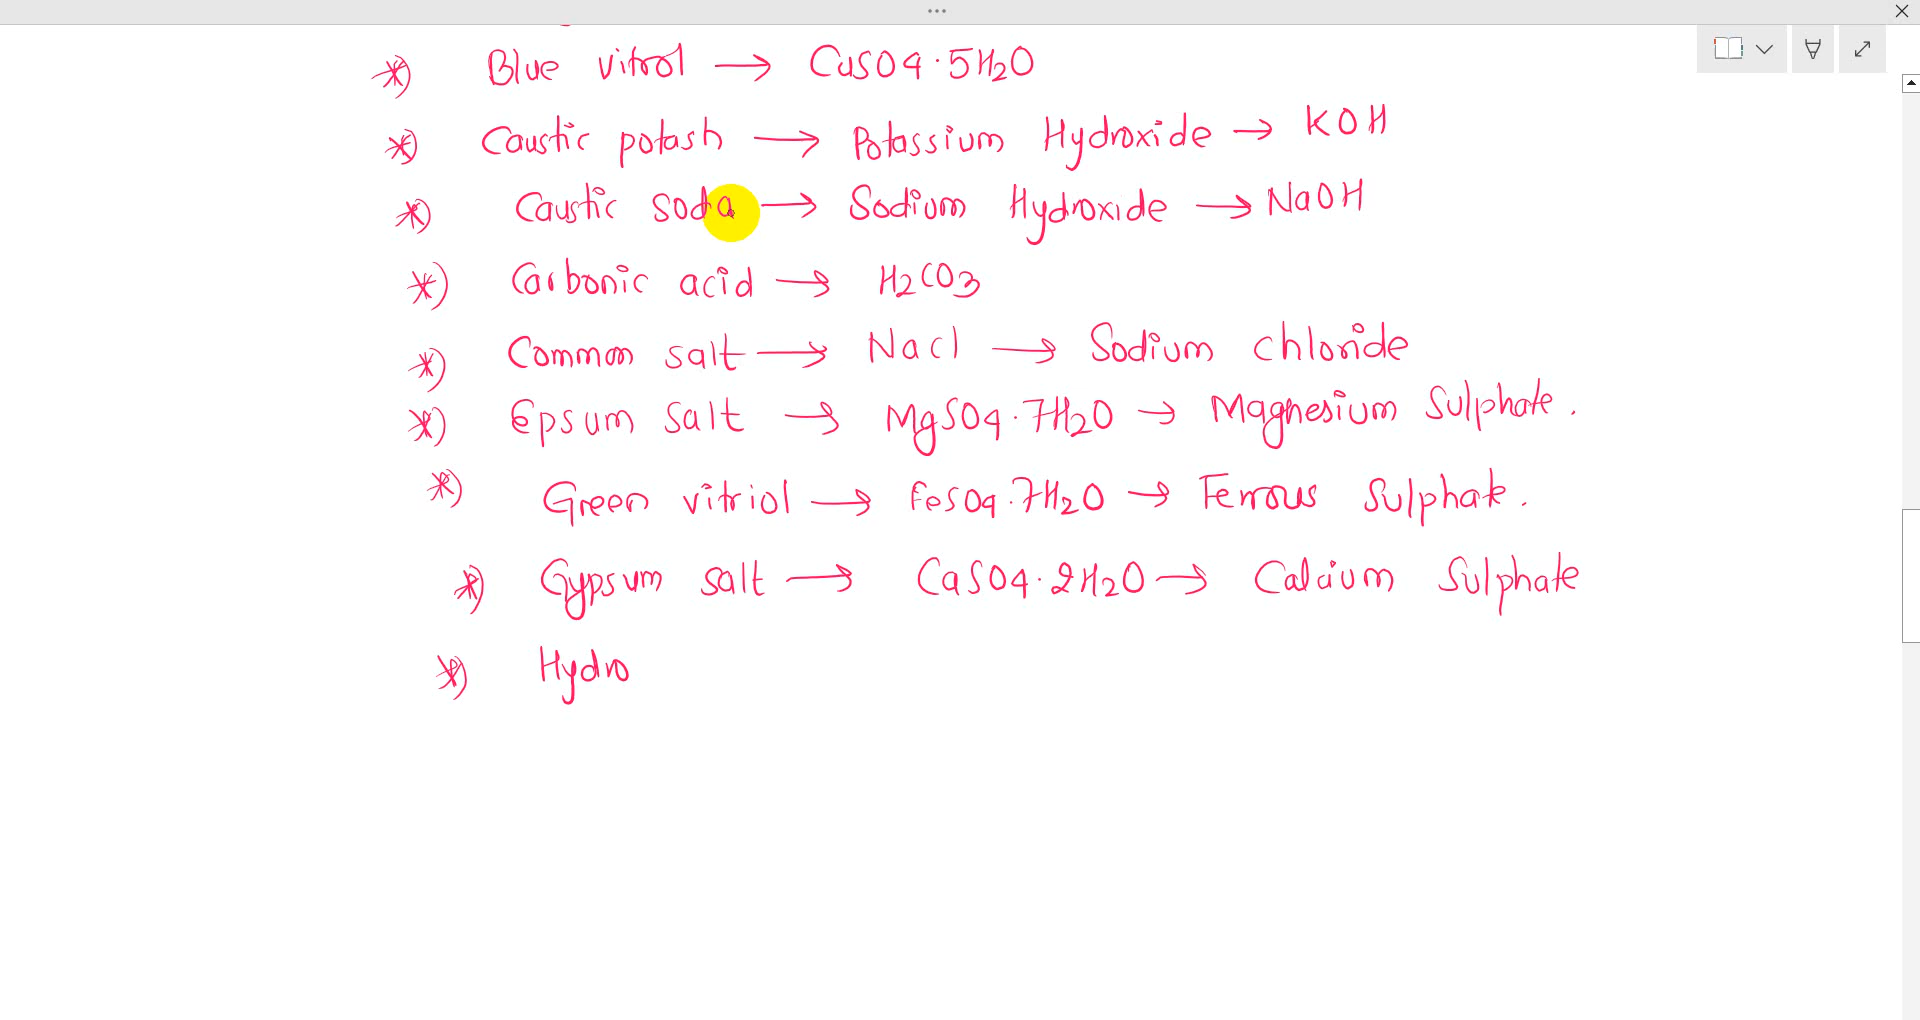 *) Blue vitrol → CuSO4·5H2O
*) Caustic potash → Potassium Hydroxide → KOH
*) Caustic soda → Sodium Hydroxide → NaOH
*) Carbonic acid → H2CO3
*) Common salt → Nacl → Sodium chloride
*) Epsum salt → MgSO4·7H2O → Magnesium Sulphate.
*) Green vitriol → FeSO4·7H2O → Ferrous Sulphate.
*) Gypsum salt → CaSO4·2H2O → Calcium Sulphate
*) Hydro